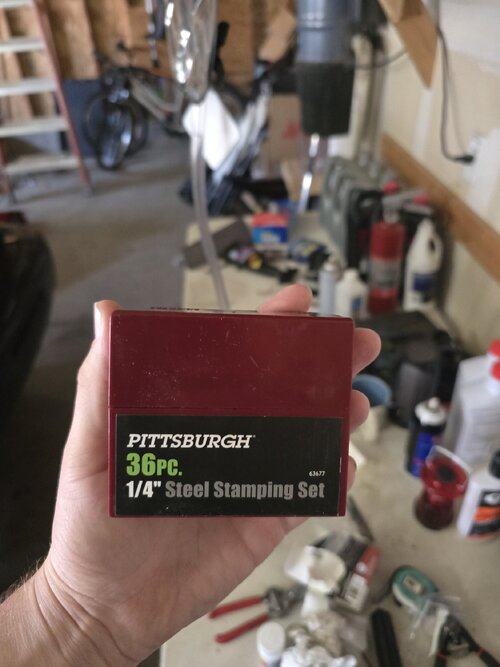 PITTSBURGH®
36PC.
63677
1/4" Steel Stamping Set